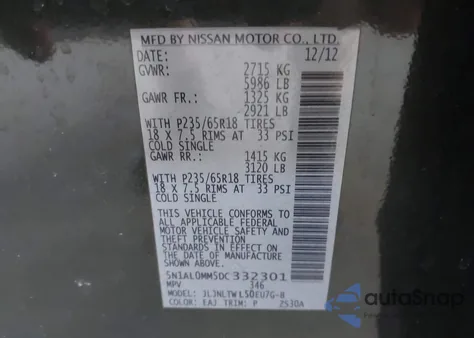 MFD BY NISSAN MOTOR CO., LTD.
DATE: 12/12
GVWR: 2715 KG
5986 LB
GAWR FR.: 1325 KG
2921 LB
WITH P235/65R18 TIRES
18 X 7.5 RIMS AT 33 PSI
COLD SINGLE
GAWR RR.: 1415 KG
3120 LB
WITH P235/65R18 TIRES
18 X 7.5 RIMS AT 33 PSI
COLD SINGLE
THIS VEHICLE CONFORMS TO
ALL APPLICABLE FEDERAL
MOTOR VEHICLE SAFETY
AND THEFT PREVENTION
STANDARDS IN EFFECT ON THE
DATE OF MANUFACTURE SHOWN ABOVE.
5N1AL0MM5DC332301
MPV 346
MODEL: JLJNLTWL50EU7G-B
COLOR: EAJ TRIM: P 2530A
autoSnap